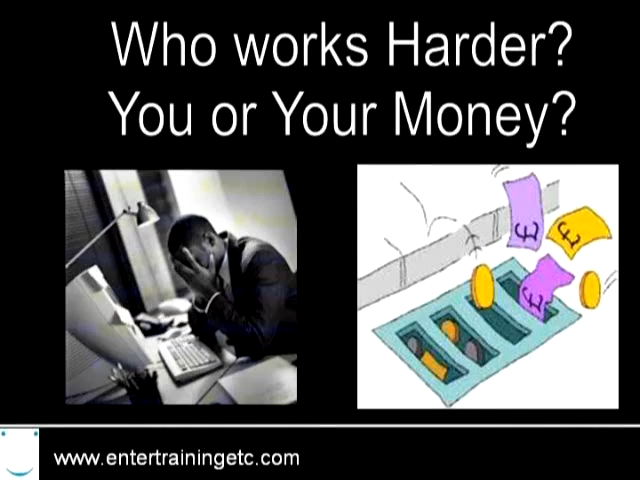 Who works Harder?
You or Your Money?
£
£
£
www.entertrainingetc.com